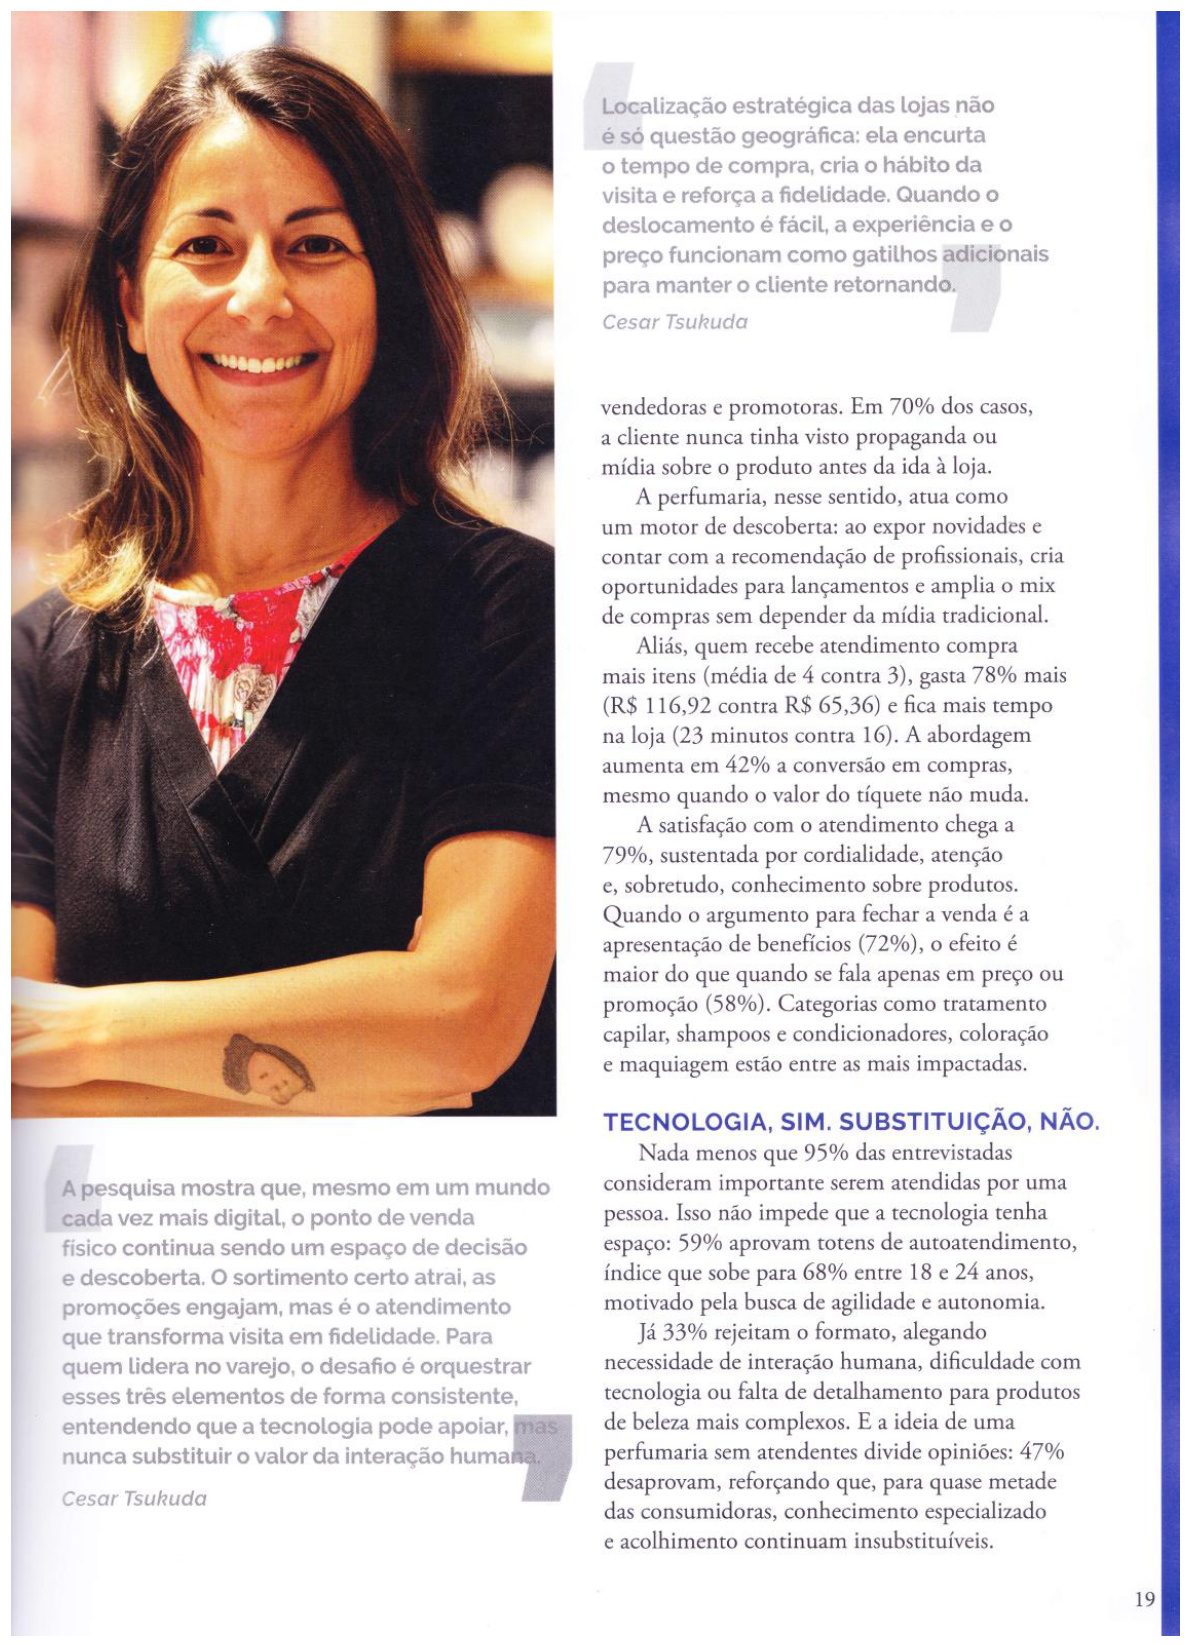 Localização estratégica das lojas não
é só questão geográfica: ela encurta
o tempo de compra, cria o hábito da
visita e reforça a fidelidade. Quando o
deslocamento é fácil, a experiência e o
preço funcionam como gatilhos adicionais
para manter o cliente retornando.
Cesar Tsukuda
vendedoras e promotoras. Em 70% dos casos,
a cliente nunca tinha visto propaganda ou
mídia sobre o produto antes da ida à loja.
A perfumaria, nesse sentido, atua como
um motor de descoberta: ao expor novidades e
contar com a recomendação de profissionais, cria
oportunidades para lançamentos e amplia o mix
de compras sem depender da mídia tradicional.
Aliás, quem recebe atendimento compra
mais itens (média de 4 contra 3), gasta 78% mais
(R$ 116,92 contra R$ 65,36) e fica mais tempo
na loja (23 minutos contra 16). A abordagem
aumenta em 42% a conversão em compras,
mesmo quando o valor do tíquete não muda.
A satisfação com o atendimento chega a
79%, sustentada por cordialidade, atenção
e, sobretudo, conhecimento sobre produtos.
Quando o argumento para fechar a venda é a
apresentação de benefícios (72%), o efeito é
maior do que quando se fala apenas em preço ou
promoção (58%). Categorias como tratamento
capilar, shampoos e condicionadores, coloração
e maquiagem estão entre as mais impactadas.
TECNOLOGIA, SIM. SUBSTITUIÇÃO, NÃO.
Nada menos que 95% das entrevistadas
consideram importante serem atendidas por uma
pessoa. Isso não impede que a tecnologia tenha
espaço: 59% aprovam totens de autoatendimento,
índice que sobe para 68% entre 18 e 24 anos,
motivado pela busca de agilidade e autonomia.
Já 33% rejeitam o formato, alegando
necessidade de interação humana, dificuldade com
tecnologia ou falta de detalhamento para produtos
de beleza mais complexos. E a ideia de uma
perfumaria sem atendentes divide opiniões: 47%
desaprovam, reforçando que, para quase metade
das consumidoras, conhecimento especializado
e acolhimento continuam insubstituíveis.
A pesquisa mostra que, mesmo em um mundo
cada vez mais digital, o ponto de venda
físico continua sendo um espaço de decisão
e descoberta. O sortimento certo atrai, as
promoções engajam, mas é o atendimento
que transforma visita em fidelidade. Para
quem lidera no varejo, o desafio é orquestrar
esses três elementos de forma consistente,
entendendo que a tecnologia pode apoiar, mas
nunca substituir o valor da interação humana.
Cesar Tsukuda
19